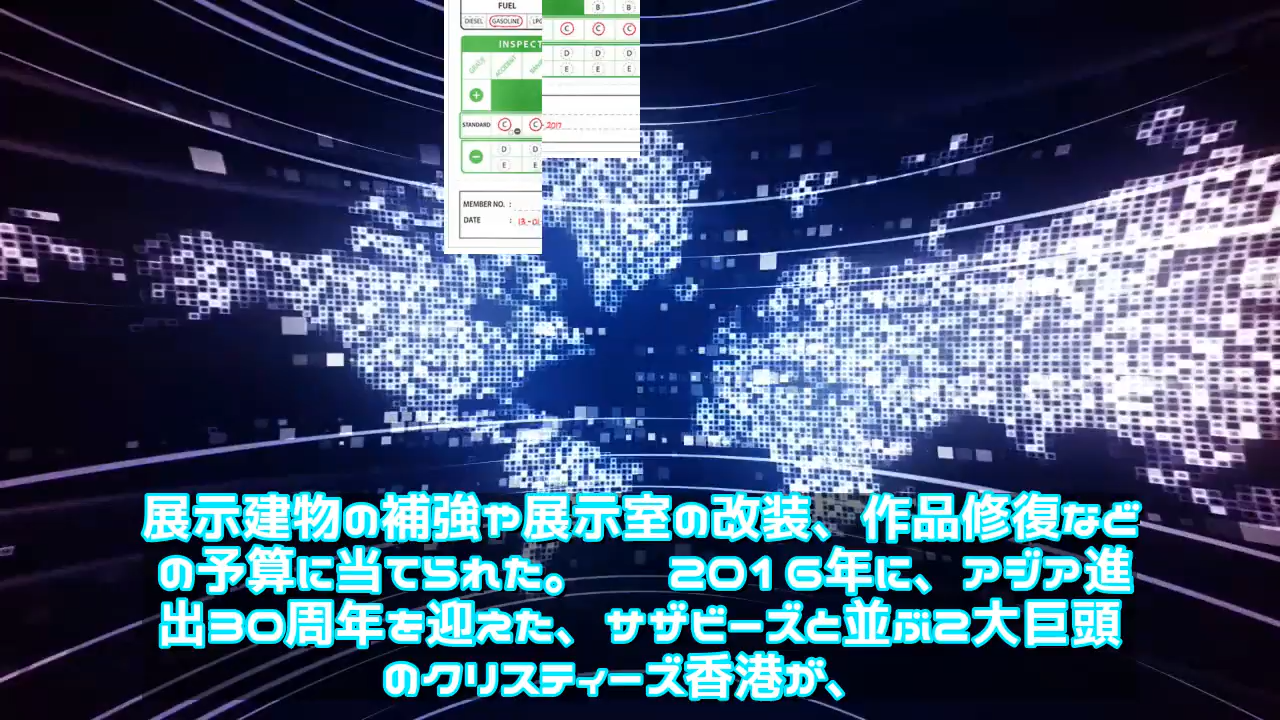 FUEL
DIESEL GASOLINE LPG
B B
C C C
INSPECT
D D D
GRADE ACCIDENT
E E E
STANDARD C C 2017
D D
E E
MEMBER NO. :
DATE : 13.-01
展示建物の補強や展示室の改装、作品修復など
の予算に当てられた。　　2016年に、アジア進
出30周年を迎えた、サザビーズと並ぶ2大巨頭
のクリスティーズ香港が、